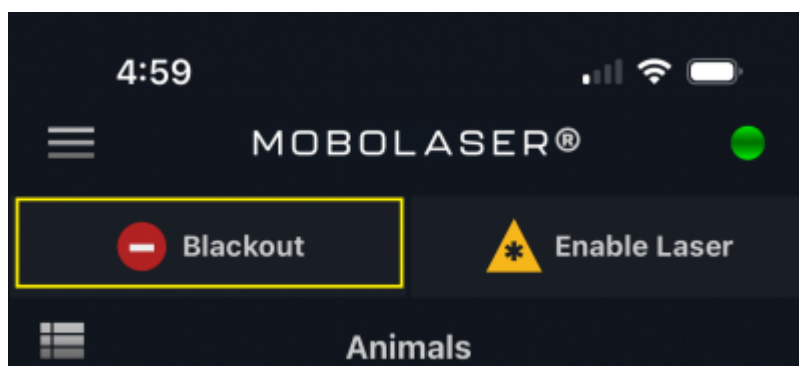 4:59
MOBOLASER®
Blackout
Enable Laser
Animals